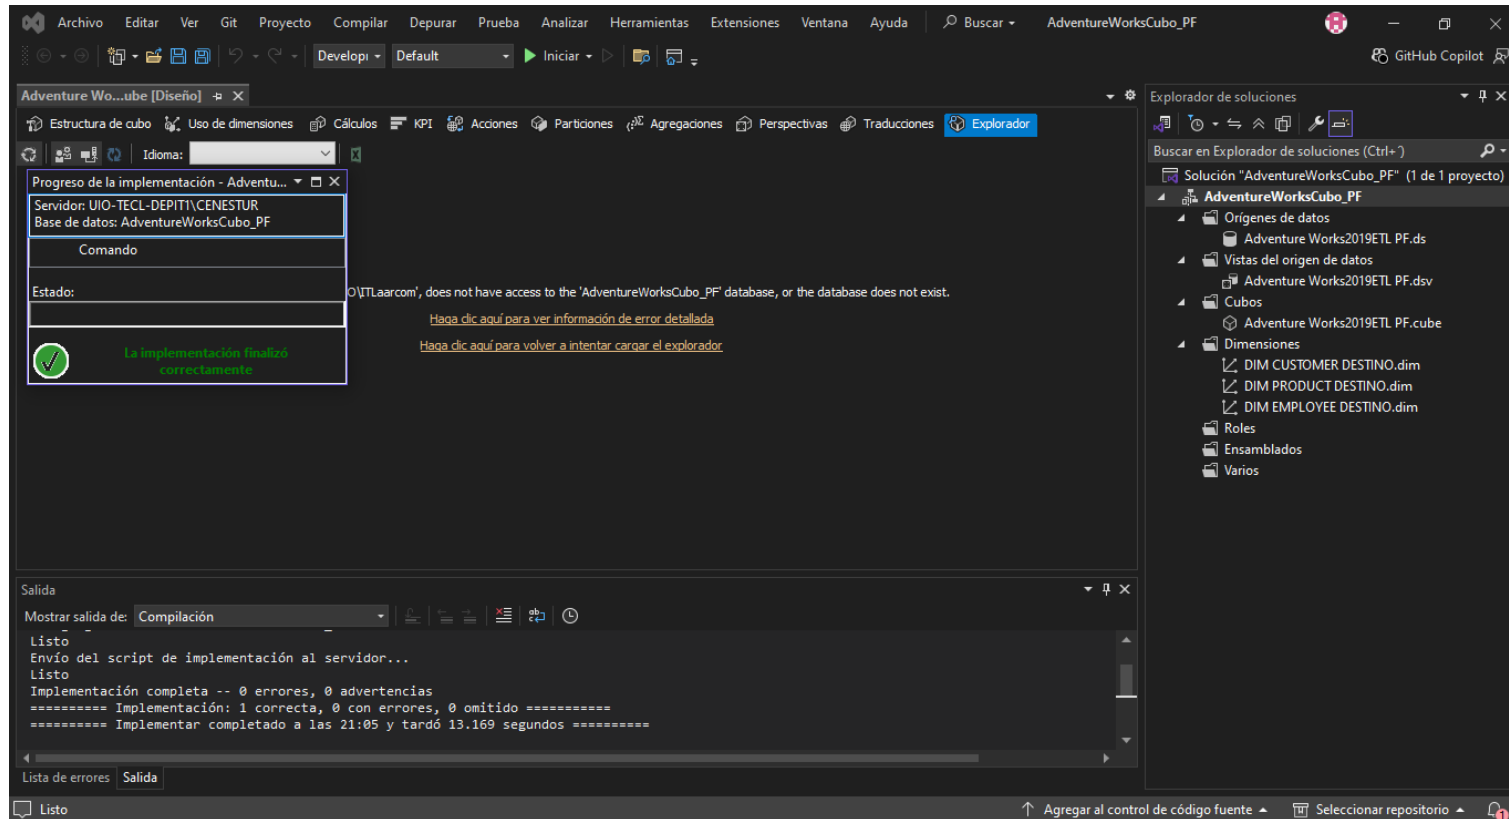 Archivo Editar Ver Git Proyecto Compilar Depurar Prueba Analizar Herramientas Extensiones Ventana Ayuda Buscar AdventureWorksCubo_PF
Developi Default Iniciar GitHub Copilot
Adventure Wo...ube [Diseño]
Estructura de cubo Uso de dimensiones Cálculos KPI Acciones Particiones Agregaciones Perspectivas Traducciones Explorador
Idioma:
Progreso de la implementación - Adventu...
Servidor: UIO-TECL-DEPIT1\CENESTUR
Base de datos: AdventureWorksCubo_PF
Comando
Estado:
La implementación finalizó
correctamente
O\ITLaarcom', does not have access to the 'AdventureWorksCubo_PF' database, or the database does not exist.
Haga clic aquí para ver información de error detallada
Haga clic aquí para volver a intentar cargar el explorador
Explorador de soluciones
Buscar en Explorador de soluciones (Ctrl+´)
Solución "AdventureWorksCubo_PF" (1 de 1 proyecto)
AdventureWorksCubo_PF
Orígenes de datos
Adventure Works2019ETL PF.ds
Vistas del origen de datos
Adventure Works2019ETL PF.dsv
Cubos
Adventure Works2019ETL PF.cube
Dimensiones
DIM CUSTOMER DESTINO.dim
DIM PRODUCT DESTINO.dim
DIM EMPLOYEE DESTINO.dim
Roles
Ensamblados
Varios
Salida
Mostrar salida de: Compilación
Listo
Envío del script de implementación al servidor...
Listo
Implementación completa -- 0 errores, 0 advertencias
========== Implementación: 1 correcta, 0 con errores, 0 omitido ===========
========== Implementar completado a las 21:05 y tardó 13.169 segundos ==========
Lista de errores Salida
Listo Agregar al control de código fuente Seleccionar repositorio 1